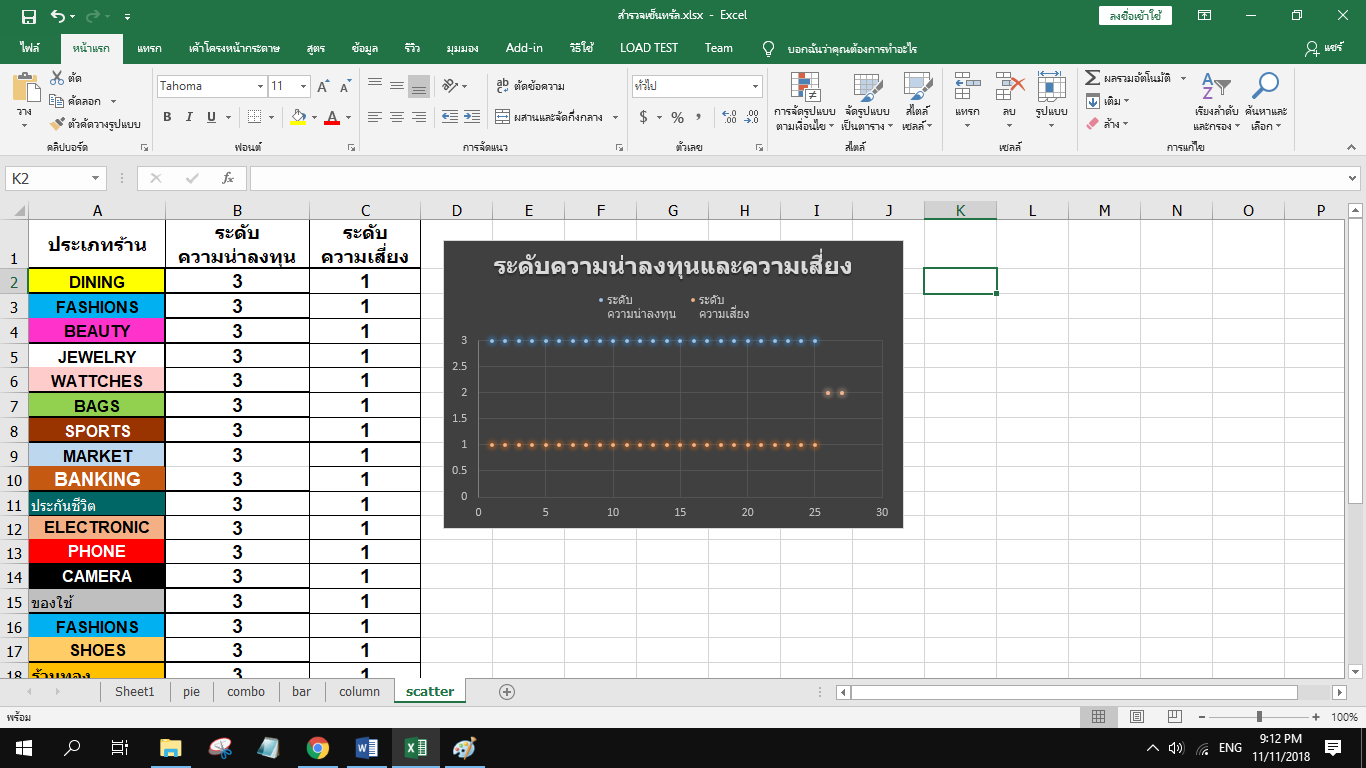 สำรวจเซ็นทรัล.xlsx - Excel
ลงชื่อเข้าใช้
ไฟล์ หน้าแรก แทรก เค้าโครงหน้ากระดาษ สูตร ข้อมูล รีวิว มุมมอง Add-in วิธีใช้ LOAD TEST Team บอกฉันว่าคุณต้องการทำอะไร แชร์
วาง
ตัด
คัดลอก
ตัวคัดวางรูปแบบ
คลิปบอร์ด
Tahoma 11
B I U
ฟอนต์
ตัดข้อความ
ผสานและจัดกึ่งกลาง
การจัดแนว
ทั่วไป
$ %
ตัวเลข
การจัดรูปแบบ
ตามเงื่อนไข
จัดรูปแบบ
เป็นตาราง
สไตล์
เซลล์
สไตล์
แทรก ลบ รูปแบบ
เซลล์
ผลรวมอัตโนมัติ
เติม
ล้าง
เรียงลำดับ
และกรอง
ค้นหาและ
เลือก
การแก้ไข
K2 fx
A B C D E F G H I J K L M N O P
1 ประเภทร้าน ระดับ ระดับ
ความน่าลงทุน ความเสี่ยง
2 DINING 3 1
3 FASHIONS 3 1
4 BEAUTY 3 1
5 JEWELRY 3 1
6 WATTCHES 3 1
7 BAGS 3 1
8 SPORTS 3 1
9 MARKET 3 1
10 BANKING 3 1
11 ประกันชีวิต 3 1
12 ELECTRONIC 3 1
13 PHONE 3 1
14 CAMERA 3 1
15 ของใช้ 3 1
16 FASHIONS 3 1
17 SHOES 3 1
18 ร้านทอง 3 1
ระดับความน่าลงทุนและความเสี่ยง
ระดับ ระดับ
ความน่าลงทุน ความเสี่ยง
3
2.5
2
1.5
1
0.5
0
0 5 10 15 20 25 30
Sheet1 pie combo bar column scatter
พร้อม
100%
ENG
9:12 PM
11/11/2018